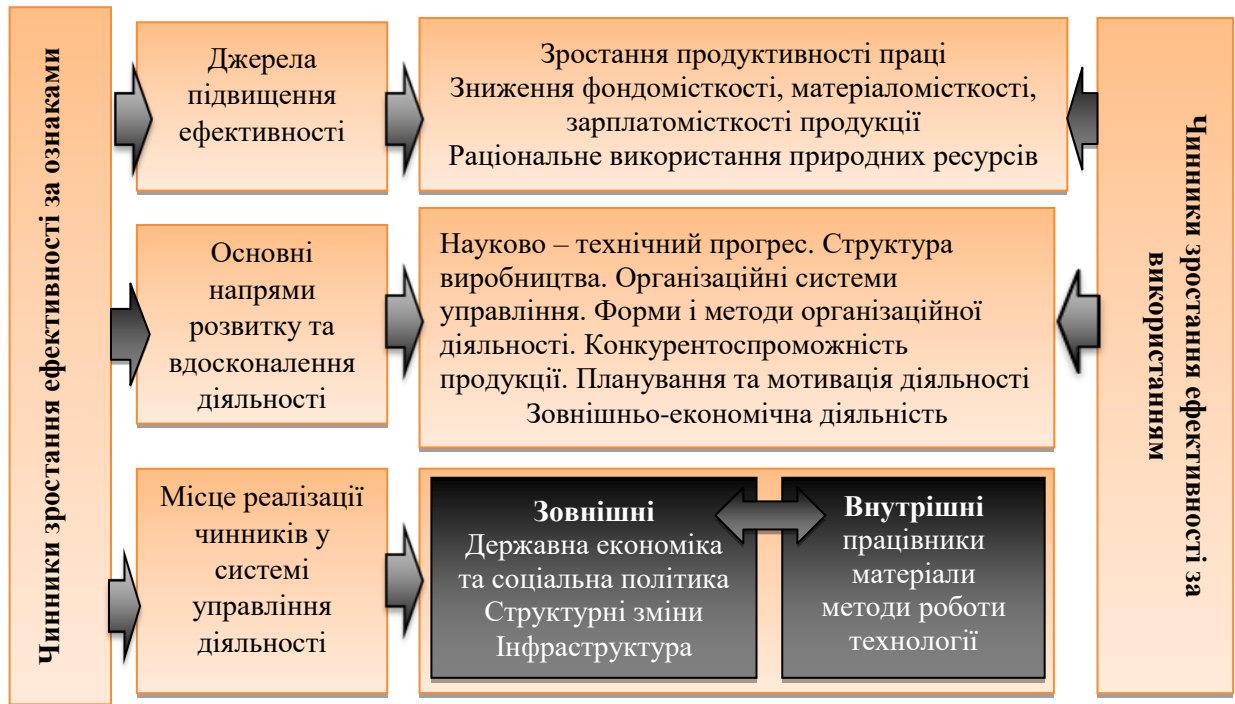 Чинники зростання ефективності за ознаками
Джерела
підвищення
ефективності
Зростання продуктивності праці
Зниження фондомісткості, матеріаломісткості,
зарплатомісткості продукції
Раціональне використання природних ресурсів
Основні
напрями
розвитку та
вдосконалення
діяльності
Науково – технічний прогрес. Структура
виробництва. Організаційні системи
управління. Форми і методи організаційної
діяльності. Конкурентоспроможність
продукції. Планування та мотивація діяльності
Зовнішньо-економічна діяльність
Місце реалізації
чинників у
системі
управління
діяльності
Зовнішні
Державна економіка
та соціальна політика
Структурні зміни
Інфраструктура
Внутрішні
працівники
матеріали
методи роботи
технології
Чинники зростання ефективності за
використанням